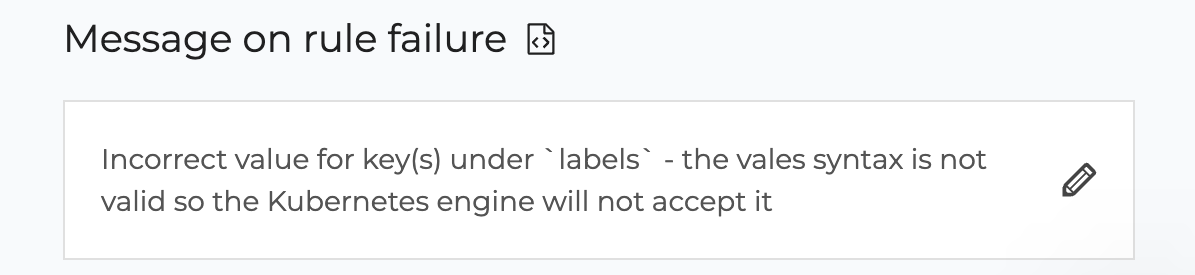 Message on rule failure
Incorrect value for key(s) under `labels` - the vales syntax is not
valid so the Kubernetes engine will not accept it